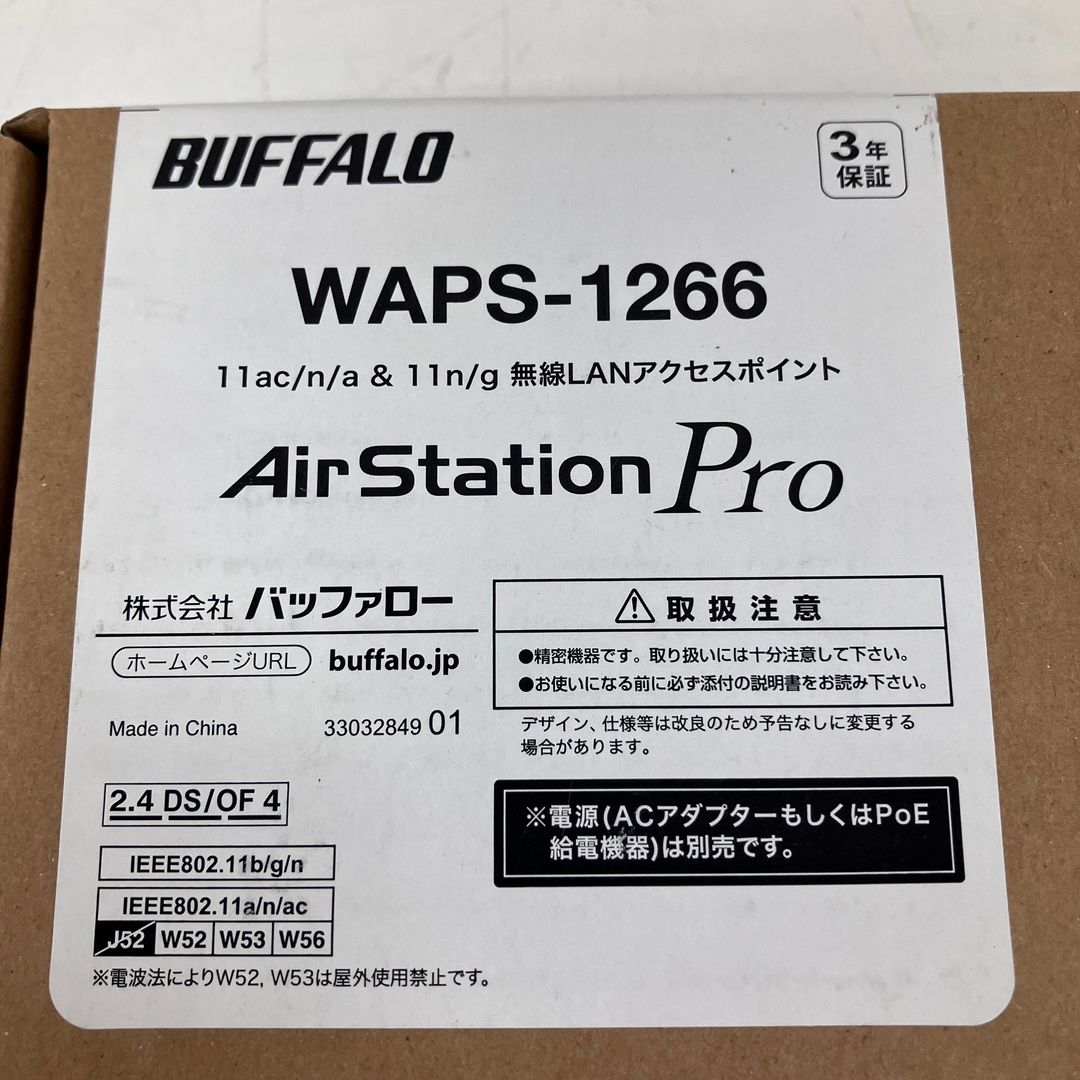 BUFFALO
3年
保証
WAPS-1266
11ac/n/a & 11n/g 無線LANアクセスポイント
AirStation Pro
株式会社 バッファロー
ホームページURL buffalo.jp
Made in China 33032849 01
⚠取扱注意
●精密機器です。取り扱いには十分注意して下さい。
●お使いになる前に必ず添付の説明書をお読み下さい。
デザイン、仕様等は改良のため予告なしに変更する
場合があります。
※電源(ACアダプターもしくはPoE
給電機器)は別売です。
2.4 DS/OF 4
IEEE802.11b/g/n
IEEE802.11a/n/ac
J52 W52 W53 W56
※電波法によりW52, W53は屋外使用禁止です。